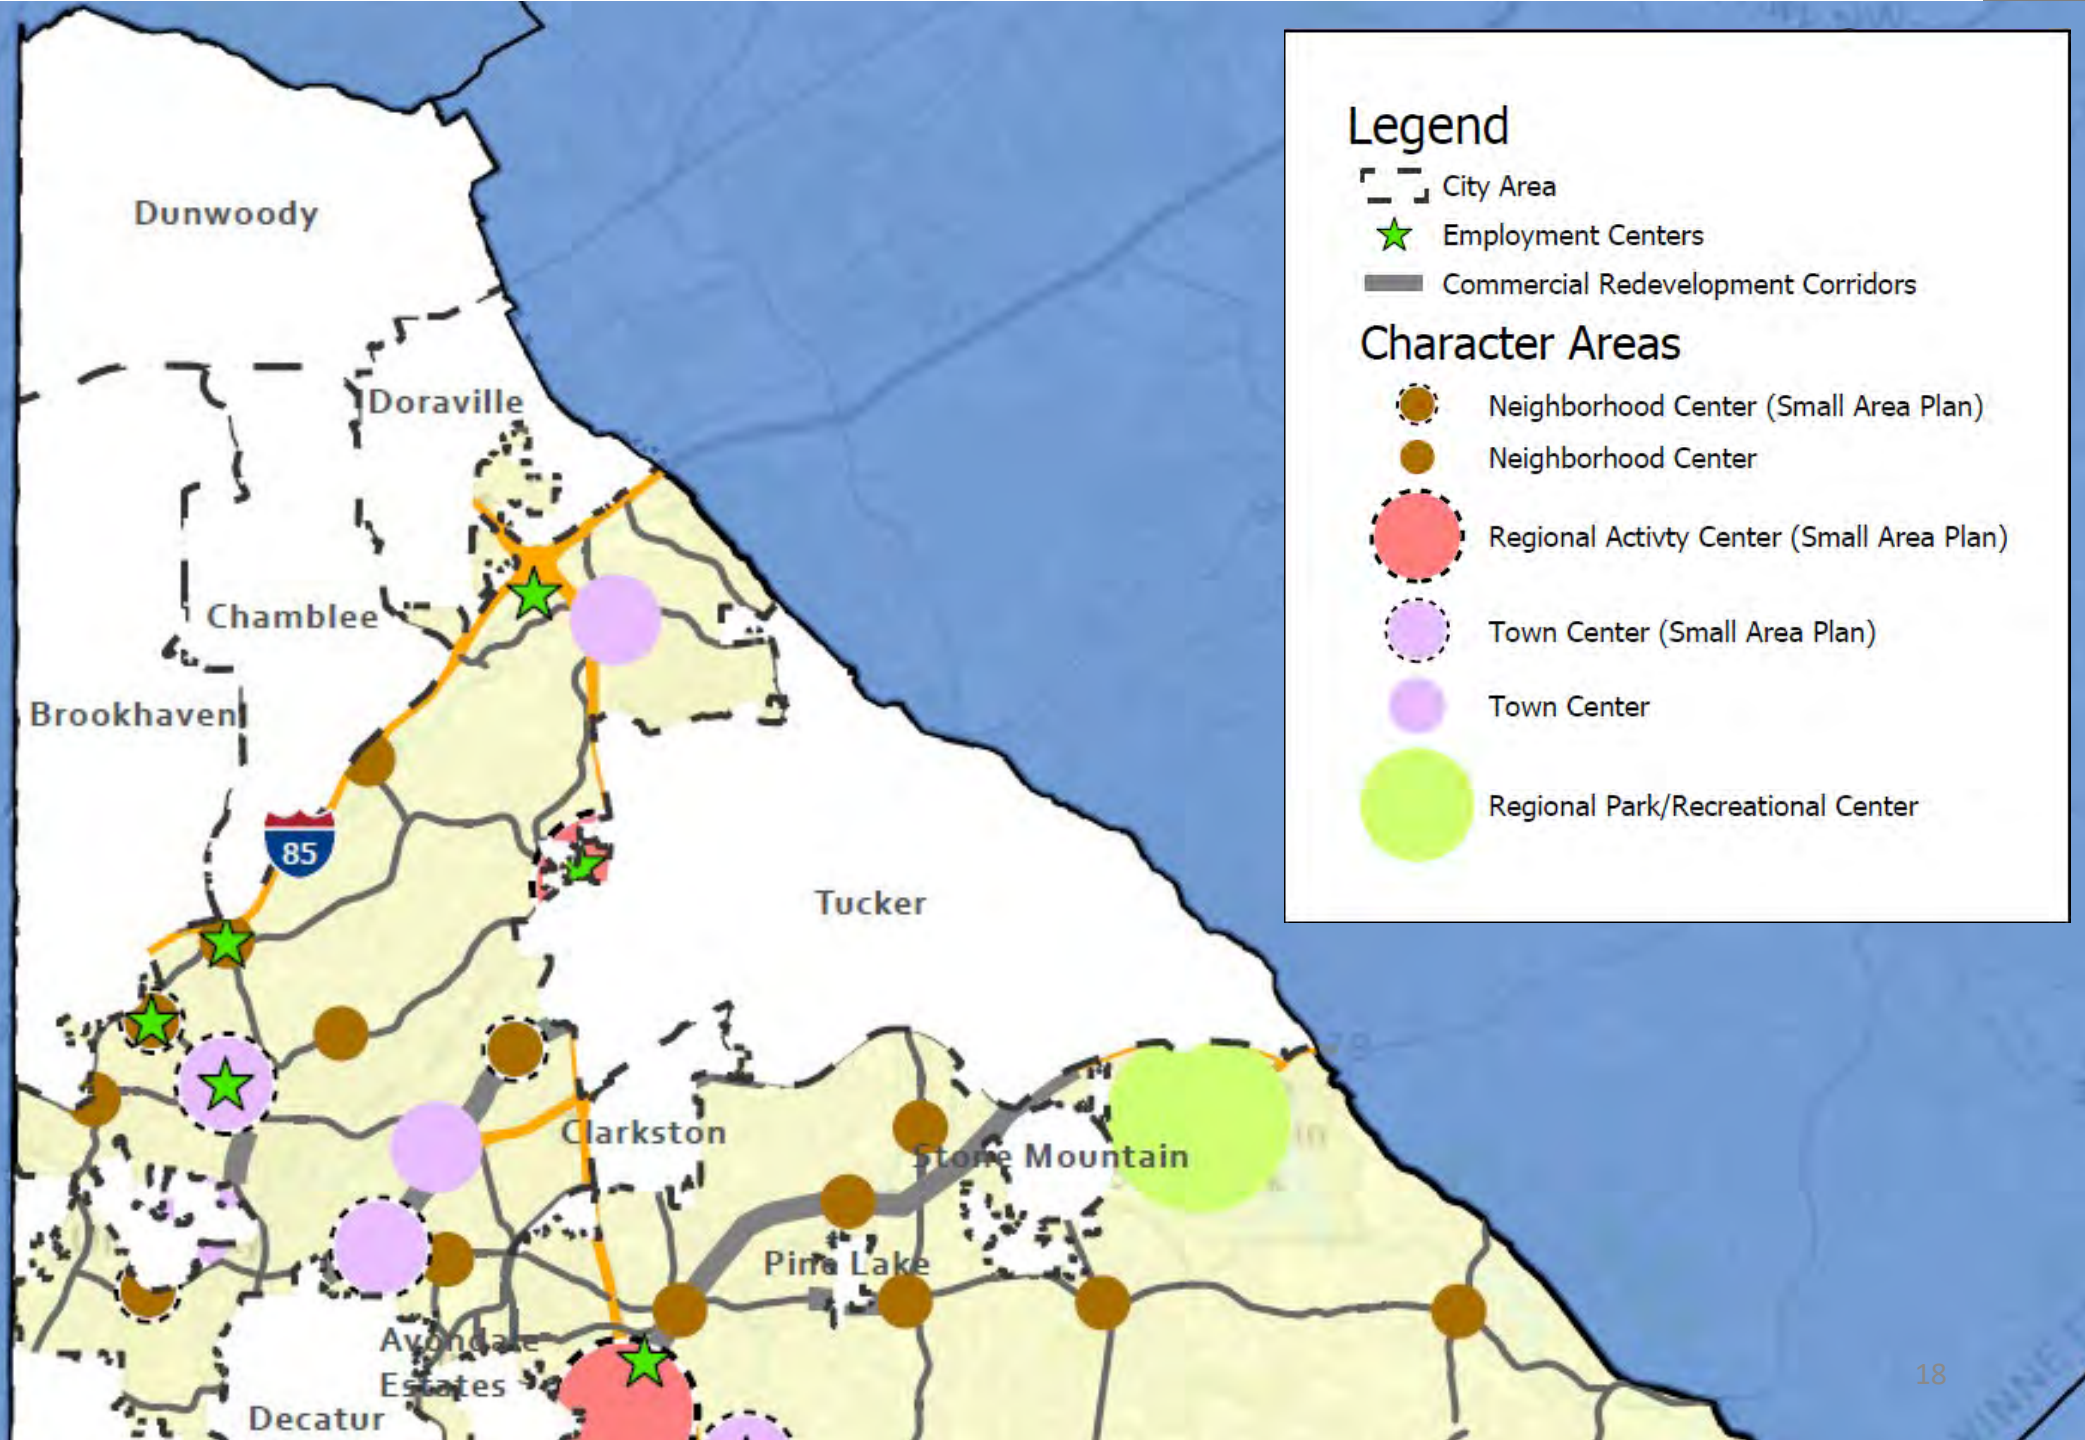 Legend
City Area
Employment Centers
Commercial Redevelopment Corridors
Character Areas
Neighborhood Center (Small Area Plan)
Neighborhood Center
Regional Activty Center (Small Area Plan)
Town Center (Small Area Plan)
Town Center
Regional Park/Recreational Center
Dunwoody
Doraville
Chamblee
Brookhaven
85
Tucker
78
Clarkston
Stone Mountain
Pine Lake
Avondale
Estates
Decatur
18